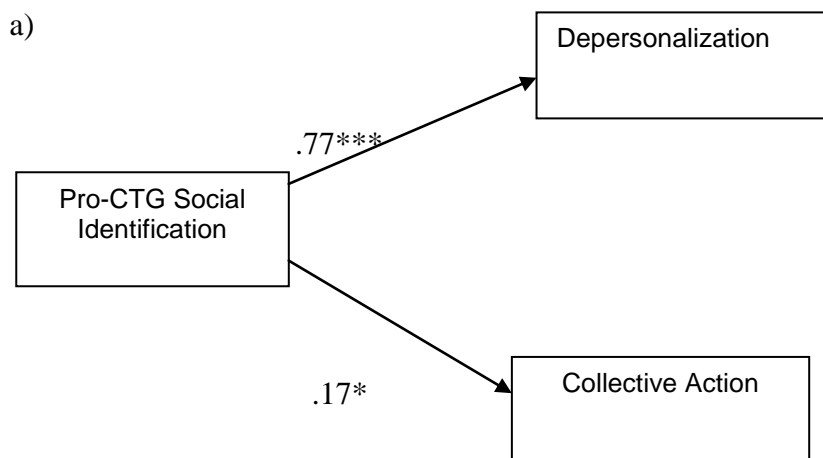 a)
Depersonalization
.77***
Pro-CTG Social
Identification
Collective Action
.17*